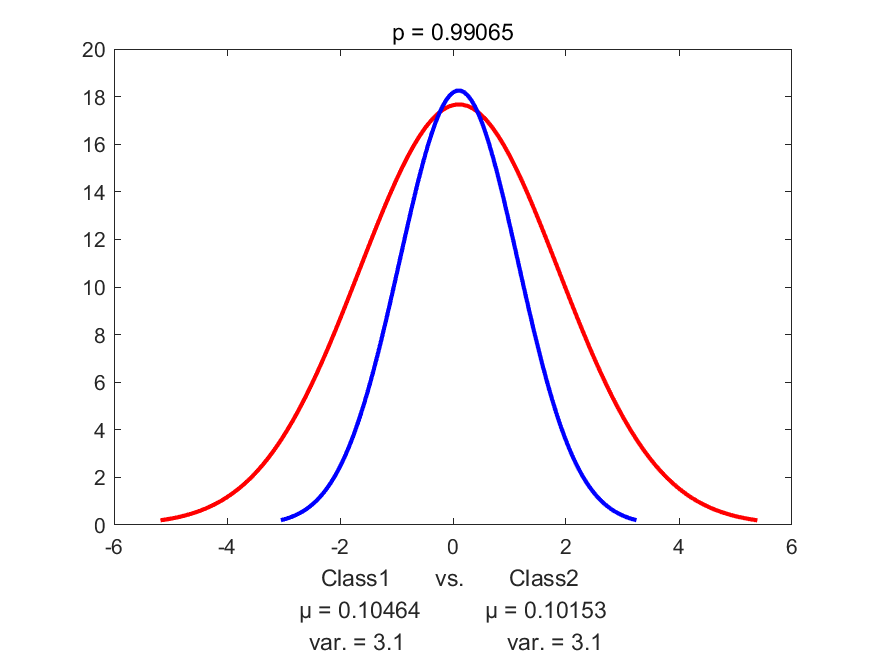 p = 0.99065
20
18
16
14
12
10
8
6
4
2
0
-6 -4 -2 0 2 4 6
Class1 vs. Class2
μ = 0.10464 μ = 0.10153
var. = 3.1 var. = 3.1